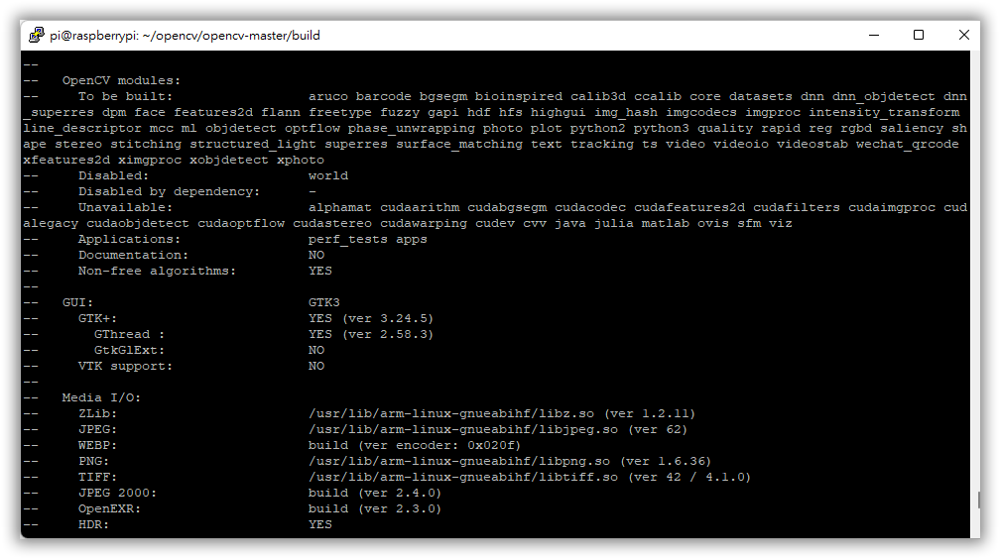 pi@raspberrypi: ~/opencv/opencv-master/build
--
--   OpenCV modules:
--     To be built:                 aruco barcode bgsegm bioinspired calib3d ccalib core datasets dnn dnn_objdetect dnn
_superres dpm face features2d flann freetype fuzzy gapi hdf hfs highgui img_hash imgcodecs imgproc intensity_transform
line_descriptor mcc ml objdetect optflow phase_unwrapping photo plot python2 python3 quality rapid reg rgbd saliency sh
ape stereo stitching structured_light superres surface_matching text tracking ts video videoio videostab wechat_qrcode
xfeatures2d ximgproc xobjdetect xphoto
--     Disabled:                    world
--     Disabled by dependency:      -
--     Unavailable:                 alphamat cudaarithm cudabgsegm cudacodec cudafeatures2d cudafilters cudaimgproc cud
alegacy cudaobjdetect cudaoptflow cudastereo cudawarping cudev cvv java julia matlab ovis sfm viz
--     Applications:                perf_tests apps
--     Documentation:               NO
--     Non-free algorithms:         YES
--
--   GUI:                           GTK3
--     GTK+:                        YES (ver 3.24.5)
--       GThread :                  YES (ver 2.58.3)
--       GtkGlExt:                  NO
--     VTK support:                 NO
--
--   Media I/O:
--     ZLib:                        /usr/lib/arm-linux-gnueabihf/libz.so (ver 1.2.11)
--     JPEG:                        /usr/lib/arm-linux-gnueabihf/libjpeg.so (ver 62)
--     WEBP:                        build (ver encoder: 0x020f)
--     PNG:                         /usr/lib/arm-linux-gnueabihf/libpng.so (ver 1.6.36)
--     TIFF:                        /usr/lib/arm-linux-gnueabihf/libtiff.so (ver 42 / 4.1.0)
--     JPEG 2000:                   build (ver 2.4.0)
--     OpenEXR:                     build (ver 2.3.0)
--     HDR:                         YES